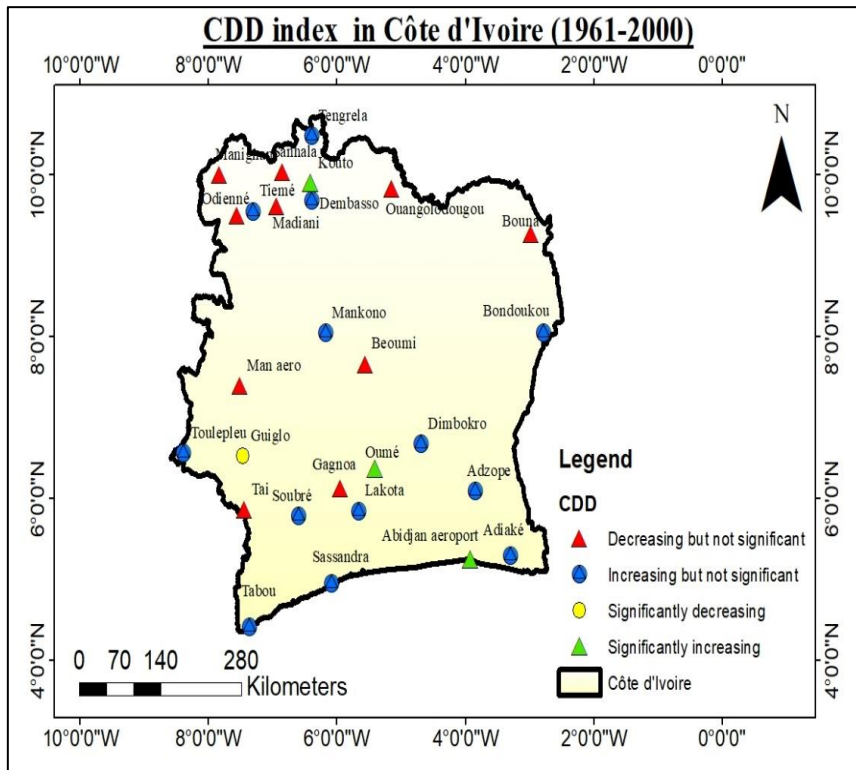 CDD index in Côte d'Ivoire (1961-2000)
10°0'0"W 8°0'0"W 6°0'0"W 4°0'0"W 2°0'0"W 0°0'0"
N
10°0'0"N
8°0'0"N
6°0'0"N
4°0'0"N
10°0'0"N
8°0'0"N
6°0'0"N
4°0'0"N
Tengrela
Kouto
Odienné
Tiemé
Dembasso
Madiani
Ouangolodougou
Bouna
Mankono
Bondoukou
Beoumi
Man aero
Dimbokro
Toulepleu
Guiglo
Oumé
Gagnoa
Adzope
Tai
Soubré
Lakota
Abidjan aeroport
Adiaké
Sassandra
Tabou
Legend
CDD
Decreasing but not significant
Increasing but not significant
Significantly decreasing
Significantly increasing
Côte d'Ivoire
0 70 140 280
Kilometers
10°0'0"W 8°0'0"W 6°0'0"W 4°0'0"W 2°0'0"W 0°0'0"